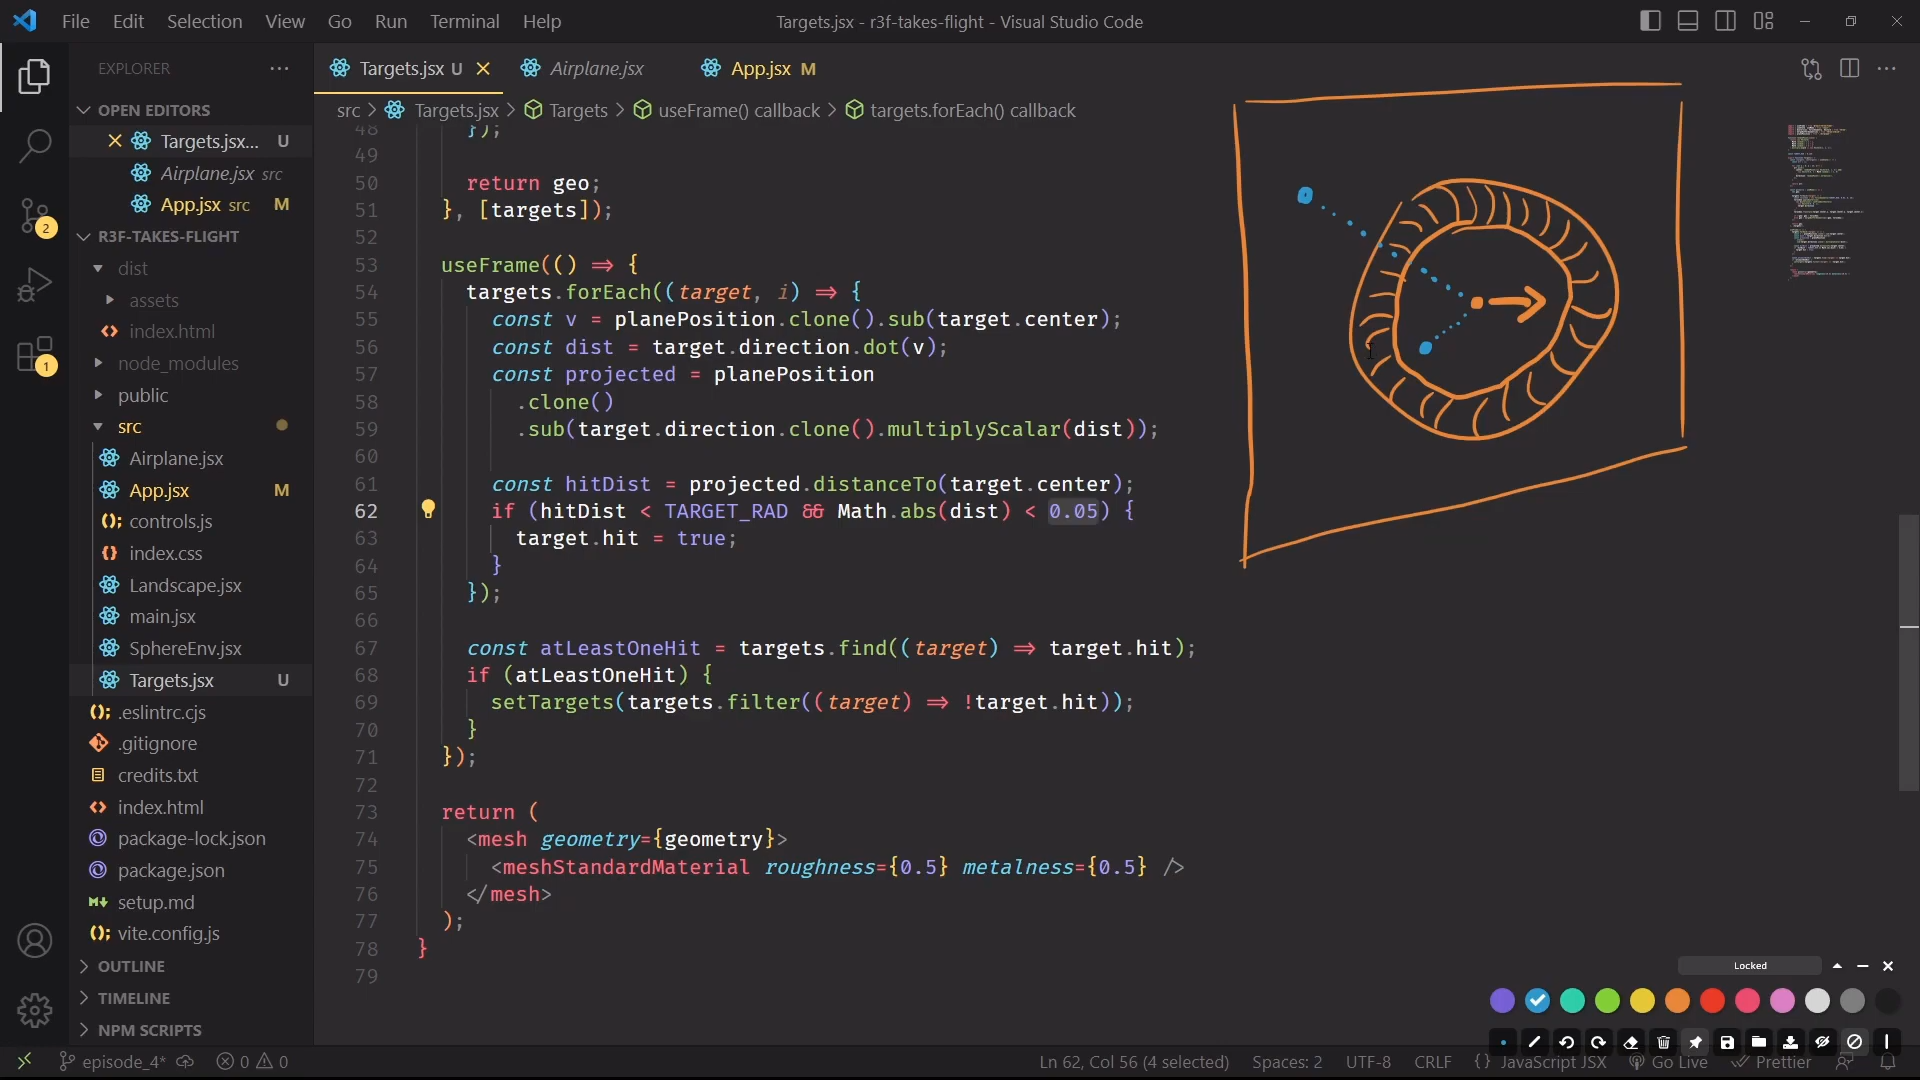 File Edit Selection View Go Run Terminal Help
Targets.jsx - r3f-takes-flight - Visual Studio Code
EXPLORER ...
Targets.jsx U
Airplane.jsx
App.jsx M
OPEN EDITORS
Targets.jsx... U
Airplane.jsx src
App.jsx src M
R3F-TAKES-FLIGHT
dist
assets
index.html
node_modules
public
src
Airplane.jsx
App.jsx M
controls.js
index.css
Landscape.jsx
main.jsx
SphereEnv.jsx
Targets.jsx U
.eslintrc.cjs
.gitignore
credits.txt
index.html
package-lock.json
package.json
setup.md
vite.config.js
OUTLINE
TIMELINE
NPM SCRIPTS
2
1
src > Targets.jsx > Targets > useFrame() callback > targets.forEach() callback
48 });
49
50 return geo;
51 }, [targets]);
52
53 useFrame(() => {
54 targets.forEach((target, i) => {
55 const v = planePosition.clone().sub(target.center);
56 const dist = target.direction.dot(v);
57 const projected = planePosition
58 .clone()
59 .sub(target.direction.clone().multiplyScalar(dist));
60
61 const hitDist = projected.distanceTo(target.center);
62 if (hitDist < TARGET_RAD && Math.abs(dist) < 0.05) {
63 target.hit = true;
64 }
65 });
66
67 const atLeastOneHit = targets.find((target) => target.hit);
68 if (atLeastOneHit) {
69 setTargets(targets.filter((target) => !target.hit));
70 }
71 });
72
73 return (
74 <mesh geometry={geometry}>
75 <meshStandardMaterial roughness={0.5} metalness={0.5} />
76 </mesh>
77 );
78 }
79
Locked
episode_4* 0 0
Ln 62, Col 56 (4 selected) Spaces: 2 UTF-8 CRLF {} JavaScript JSX Go Live Prettier